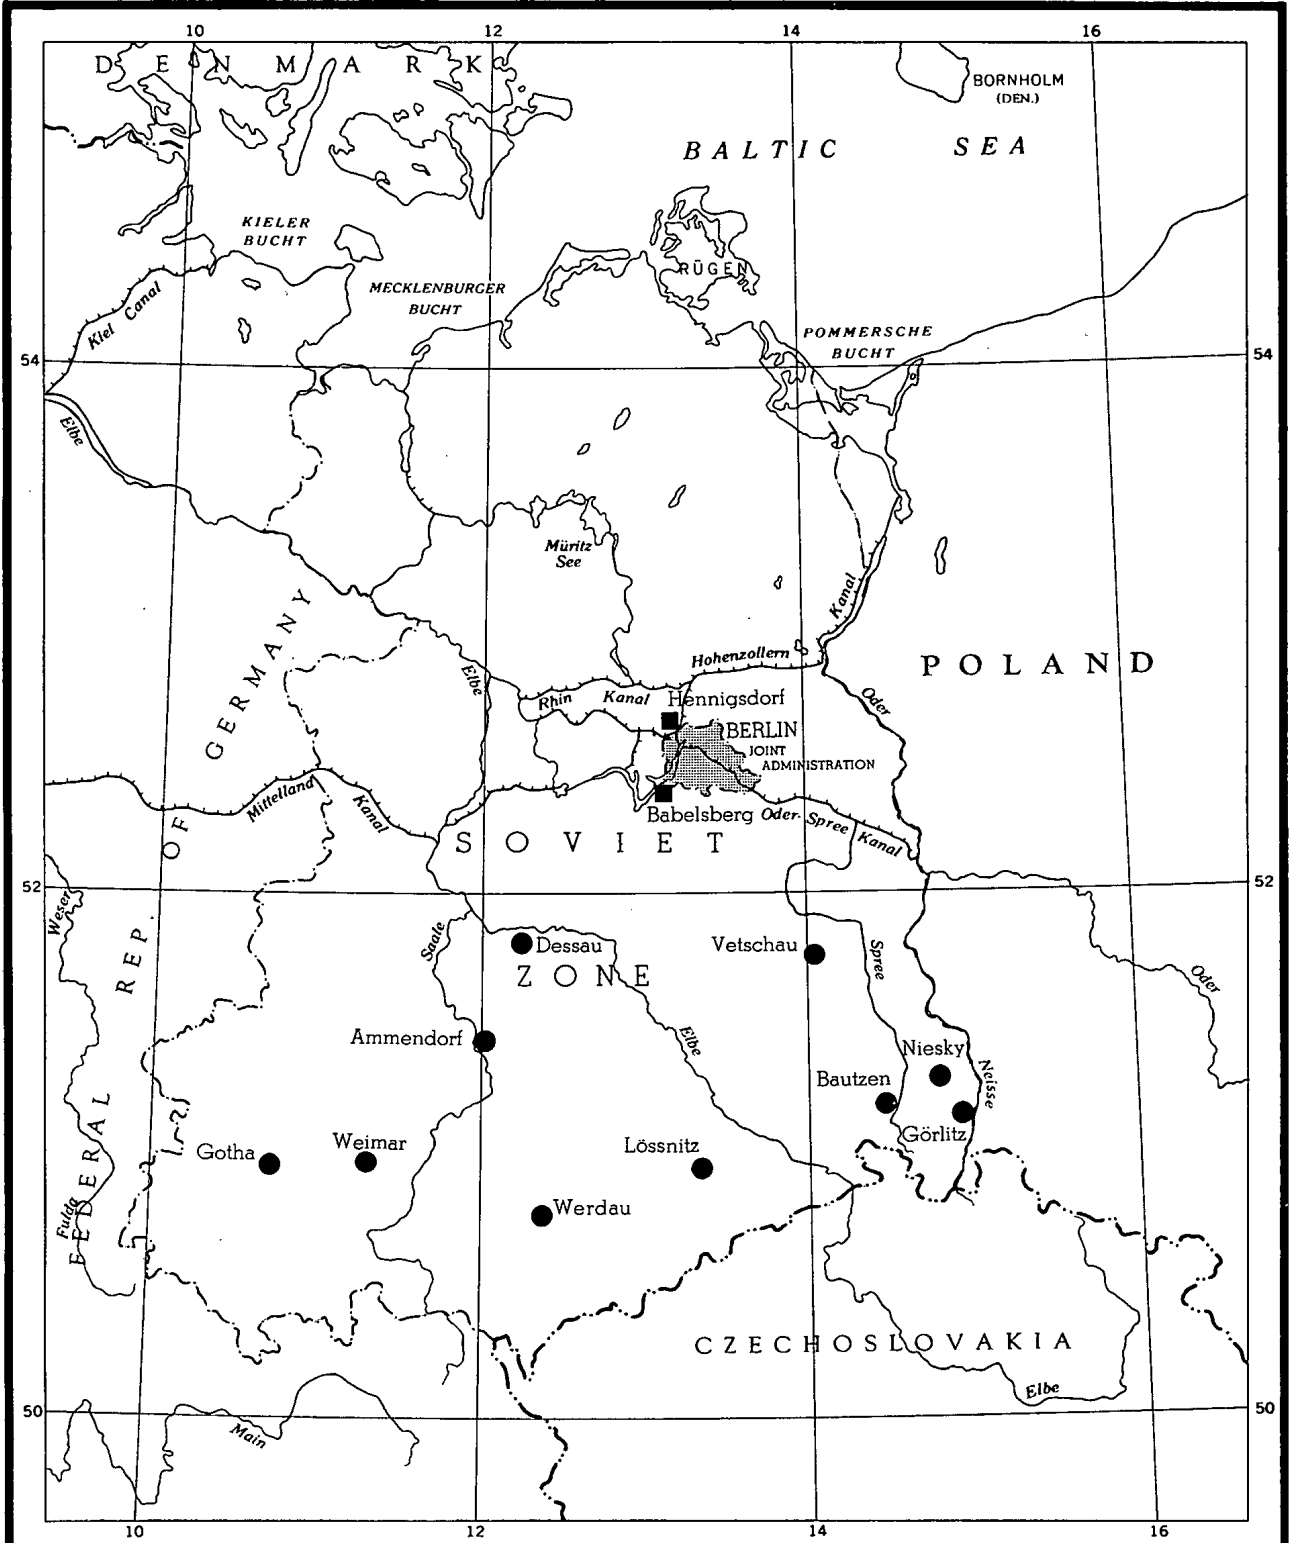 10 12 14 16
DENMARK
BORNHOLM
(DEN.)
BALTIC SEA
KIELER
BUCHT
RÜGEN
MECKLENBURGER
BUCHT
Kiel Canal
POMMERSCHE
BUCHT
54 54
Elbe
Müritz
See
Kanal
Hohenzollern
POLAND
Elbe
Rhin Kanal
Hennigsdorf
Oder
BERLIN
JOINT
ADMINISTRATION
Mittelland Kanal
Babelsberg
Oder-Spree Kanal
SOVIET
52 52
Weser
Saale
Dessau
Vetschau
Spree
ZONE
Oder
Ammendorf
Elbe
Niesky
Neisse
Bautzen
Görlitz
Gotha
Weimar
Lössnitz
Werdau
Fulda
FEDERAL REP. OF GERMANY
CZECHOSLOVAKIA
Elbe
50 50
Main
10 12 14 16